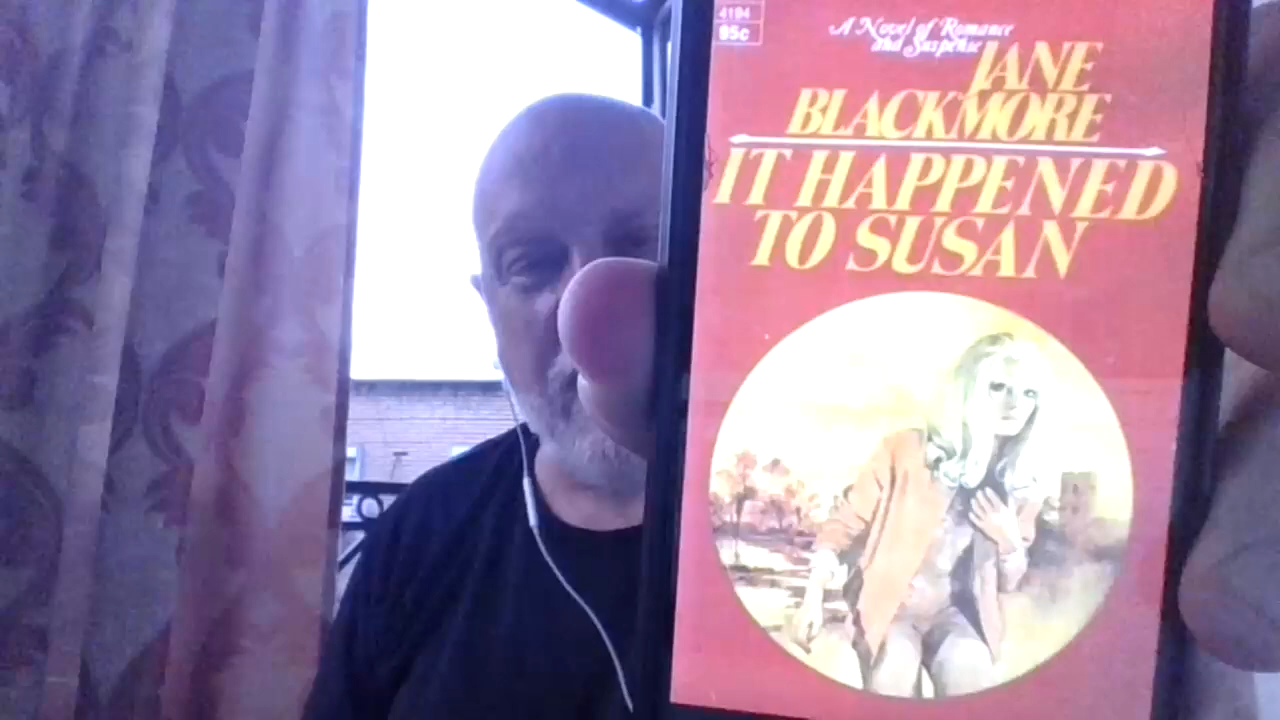 4194
95c
A Novel of Romance
and Suspense
JANE
BLACKMORE
IT HAPPENED
TO SUSAN